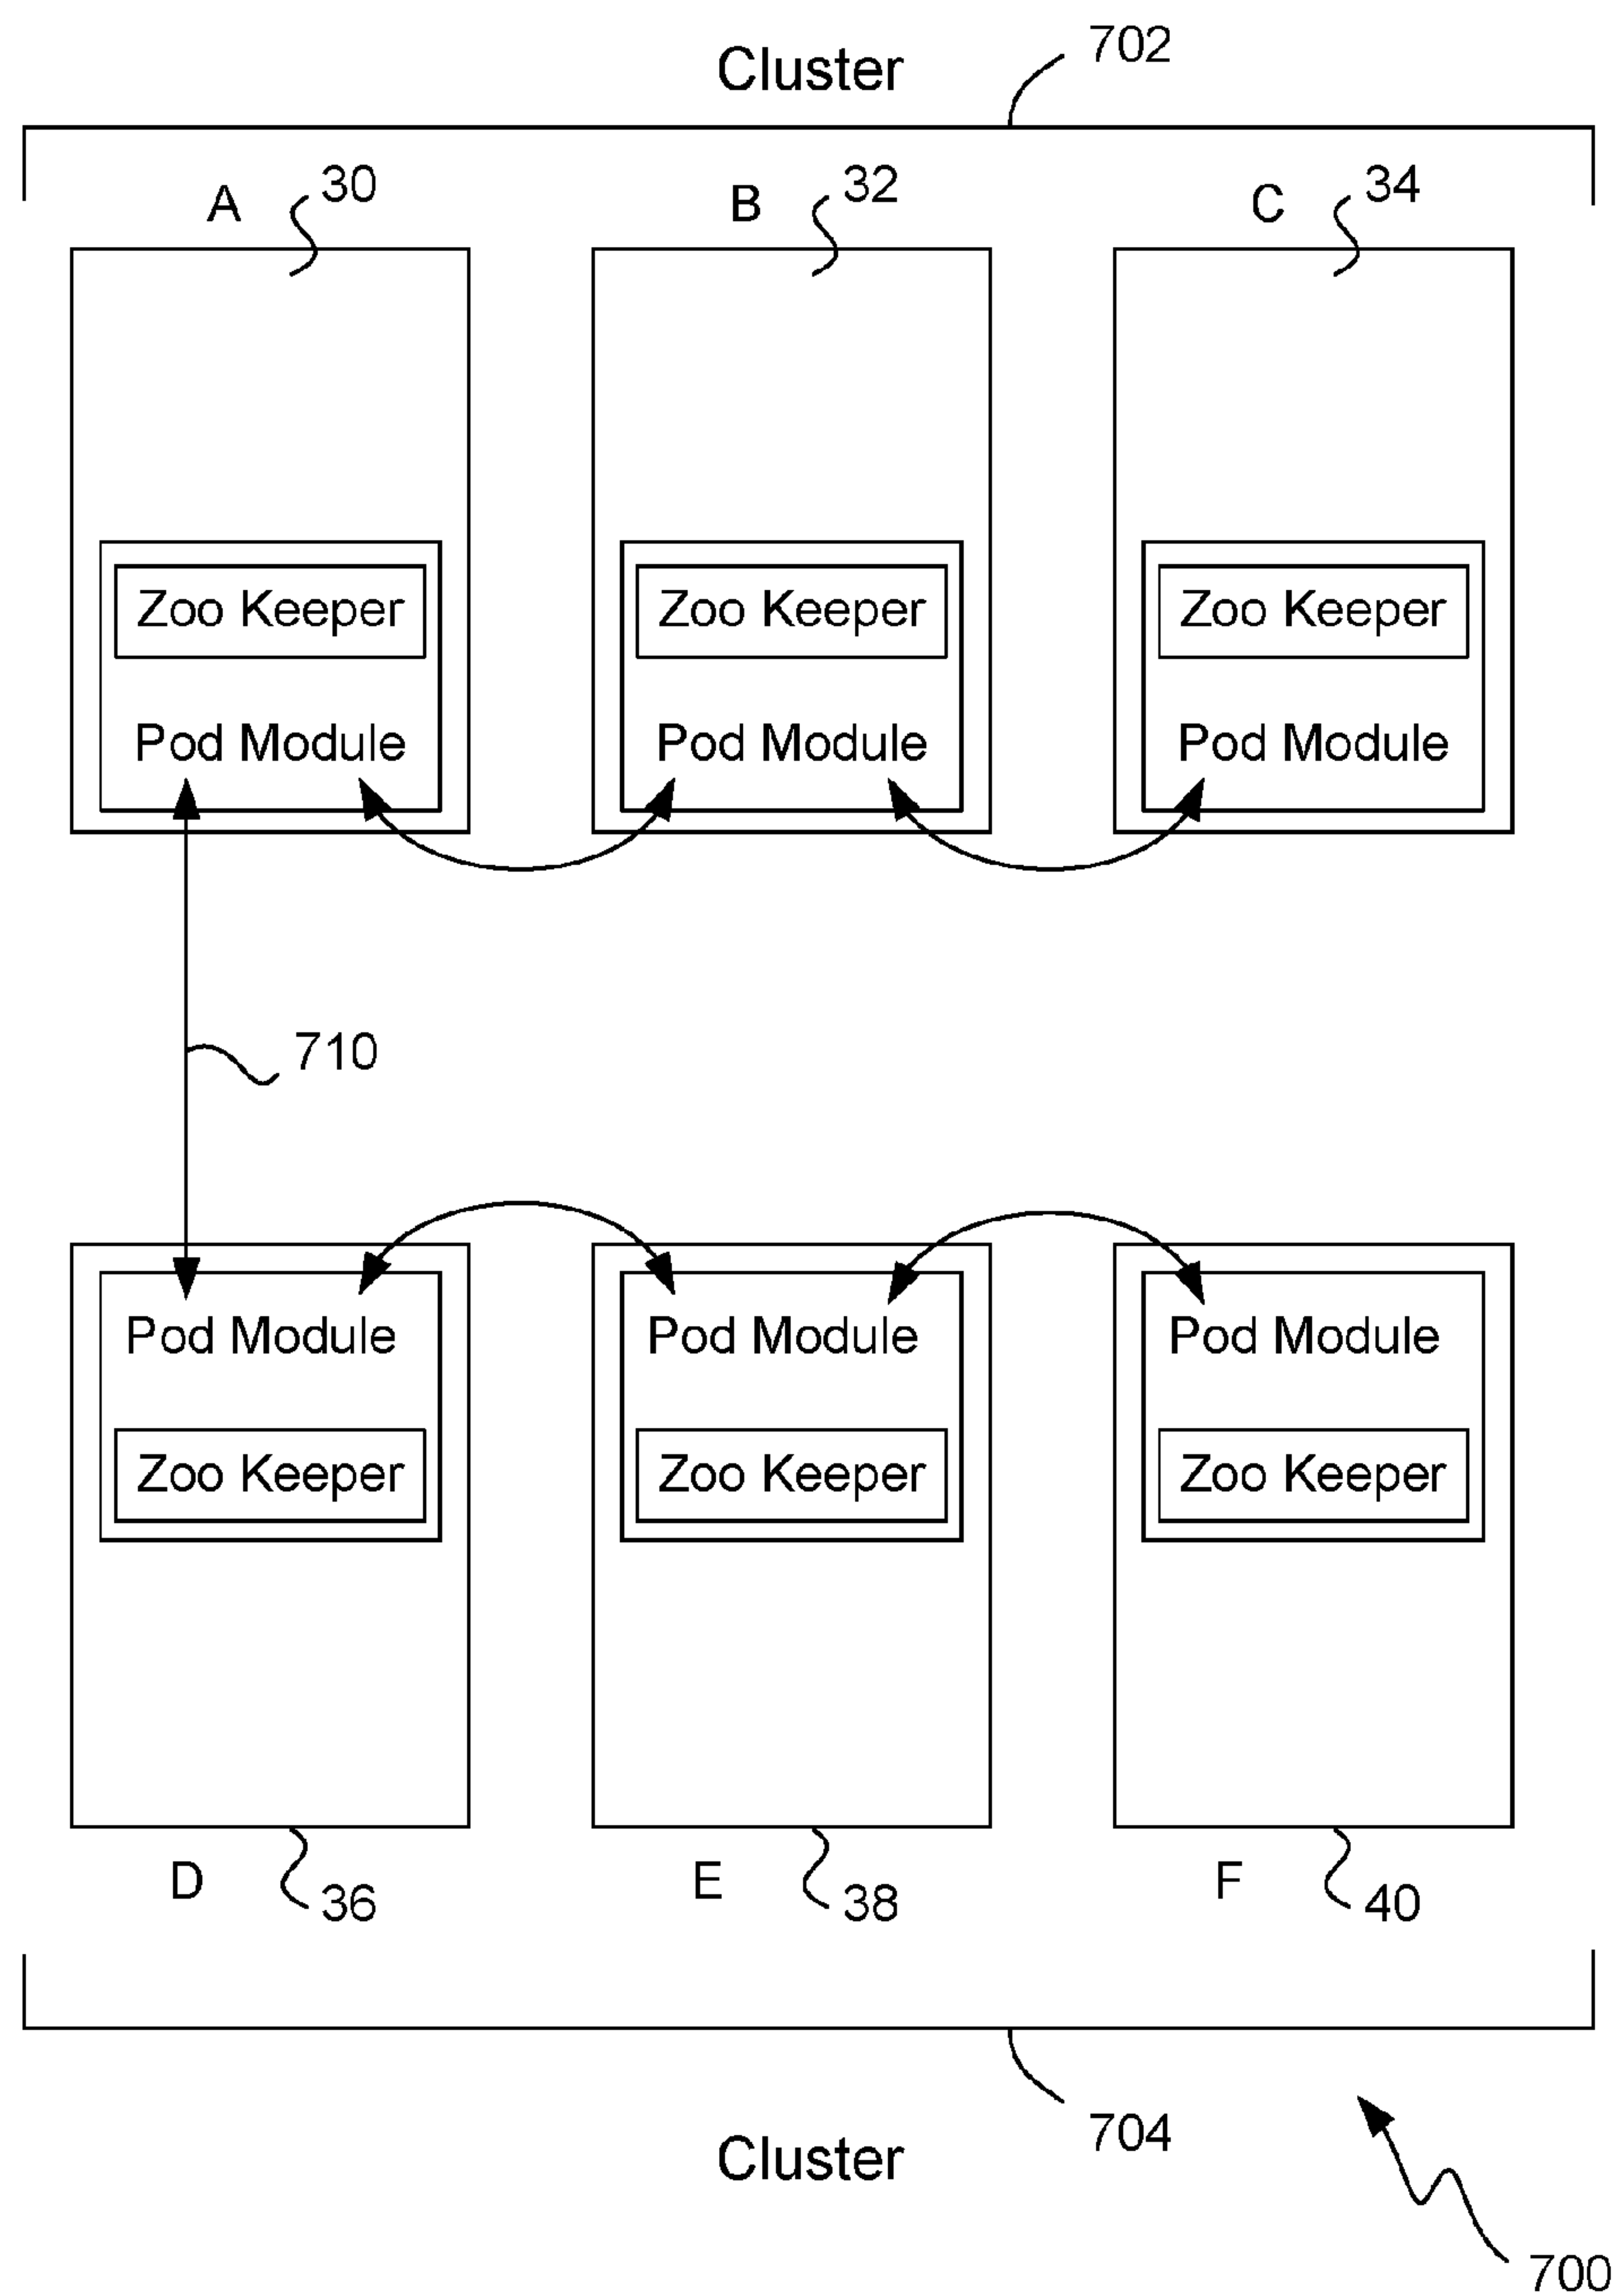 702
Cluster
A 30 B 32 C 34
Zoo Keeper Zoo Keeper Zoo Keeper
Pod Module Pod Module Pod Module
710
Pod Module Pod Module Pod Module
Zoo Keeper Zoo Keeper Zoo Keeper
D 36 E 38 F 40
704
Cluster
700